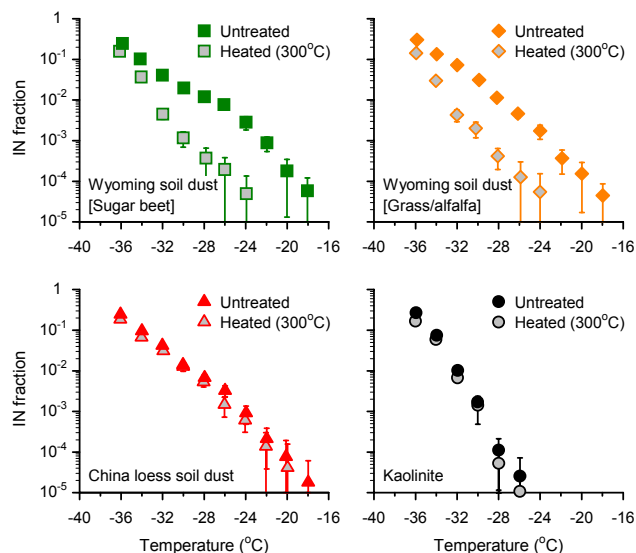 Untreated
Heated (300°C)
10⁰
10⁻¹
10⁻²
10⁻³
10⁻⁴
10⁻⁵
IN fraction
Wyoming soil dust
[Sugar beet]
-40 -36 -32 -28 -24 -20 -16
Untreated
Heated (300°C)
Wyoming soil dust
[Grass/alfalfa]
-40 -36 -32 -28 -24 -20 -16
Untreated
Heated (300°C)
10⁰
10⁻¹
10⁻²
10⁻³
10⁻⁴
10⁻⁵
IN fraction
China loess soil dust
-40 -36 -32 -28 -24 -20 -16
Temperature (°C)
Untreated
Heated (300°C)
Kaolinite
-40 -36 -32 -28 -24 -20 -16
Temperature (°C)